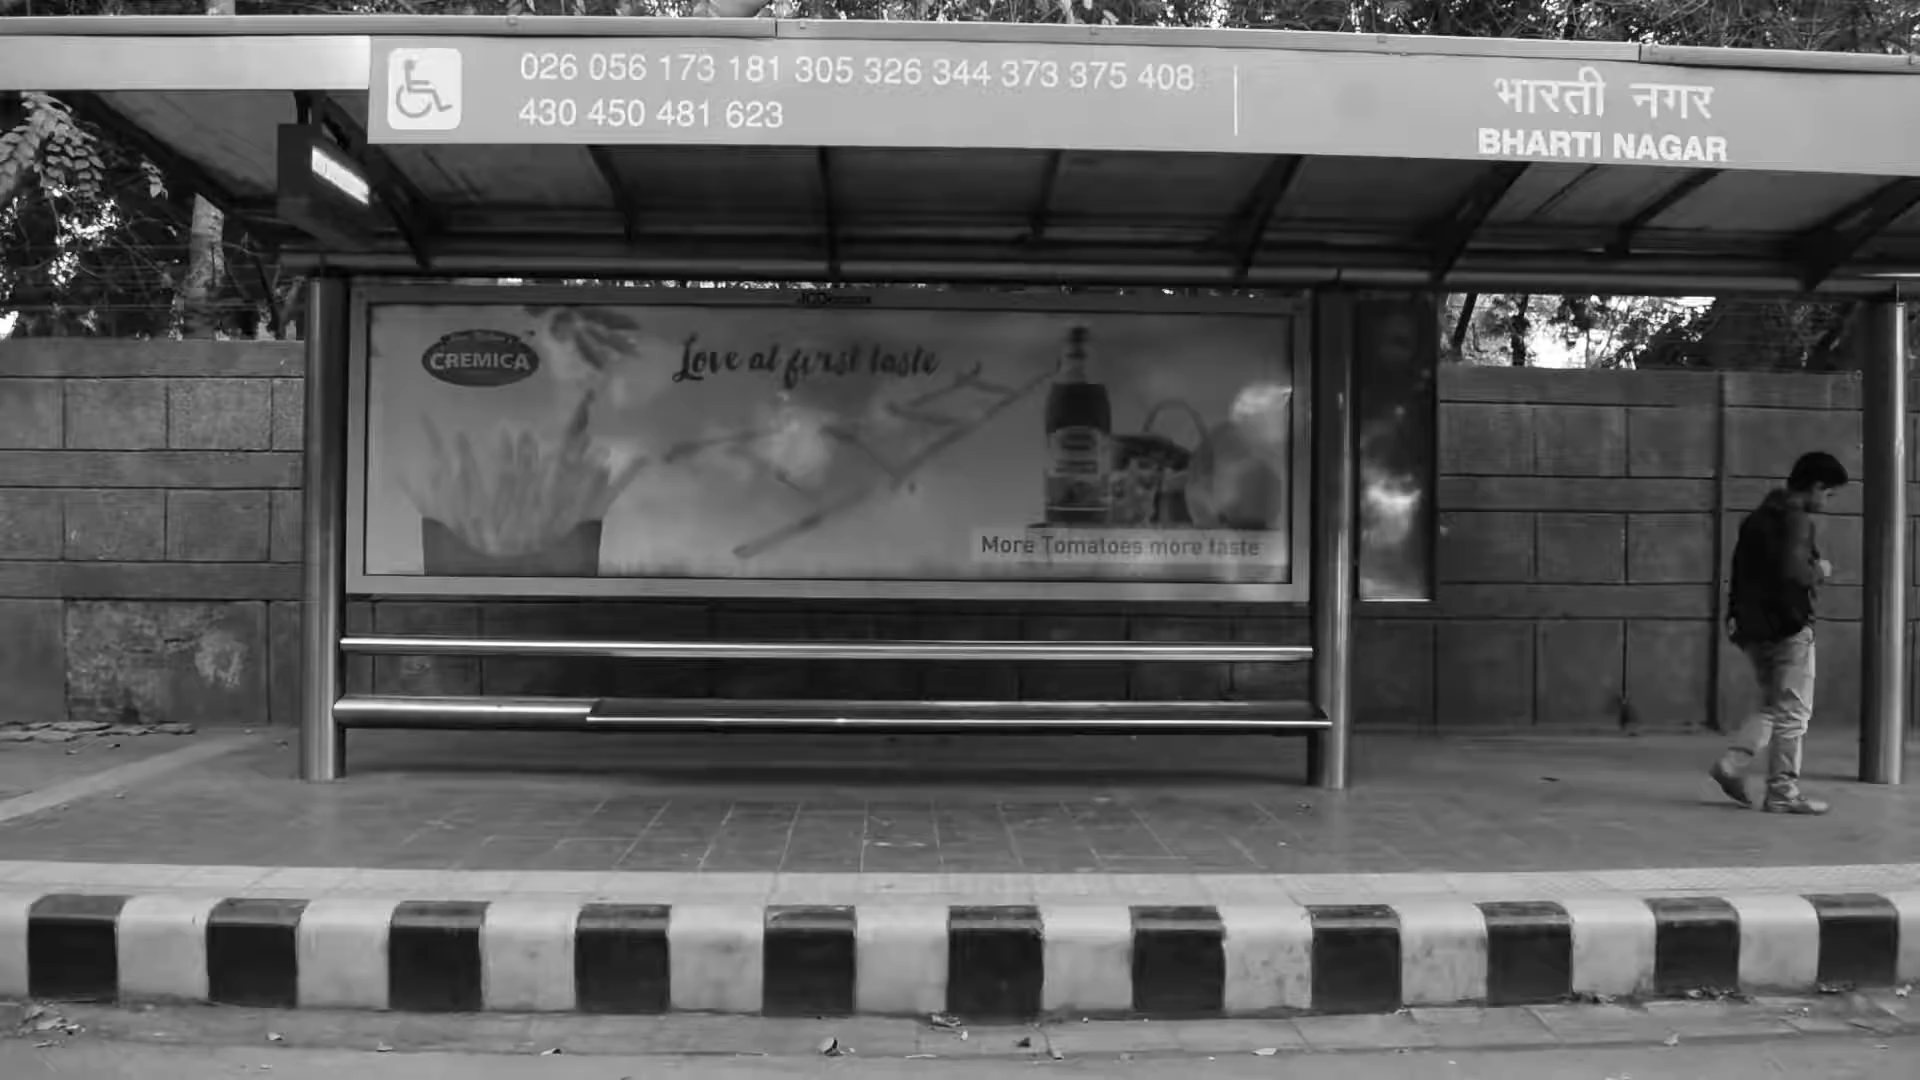 026 056 173 181 305 326 344 373 375 408
430 450 481 623
भारती नगर
BHARTI NAGAR
CREMICA
Love at first taste
More Tomatoes more taste